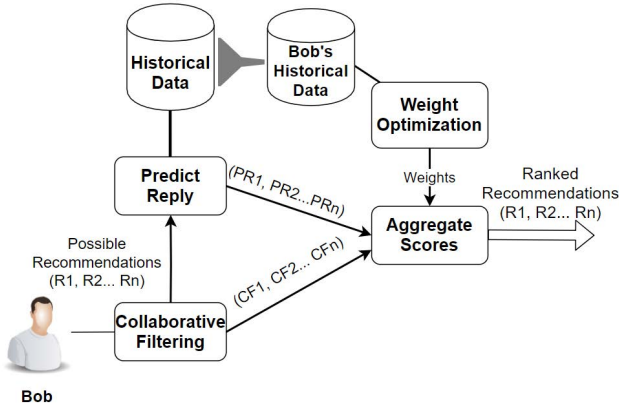 Historical
Data
Bob's
Historical
Data
Weight
Optimization
Predict
Reply
(PR1, PR2...PRn)
Weights
Ranked
Recommendations
(R1, R2... Rn)
Aggregate
Scores
Possible
Recommendations
(R1, R2... Rn)
(CF1, CF2... CFn)
Collaborative
Filtering
Bob